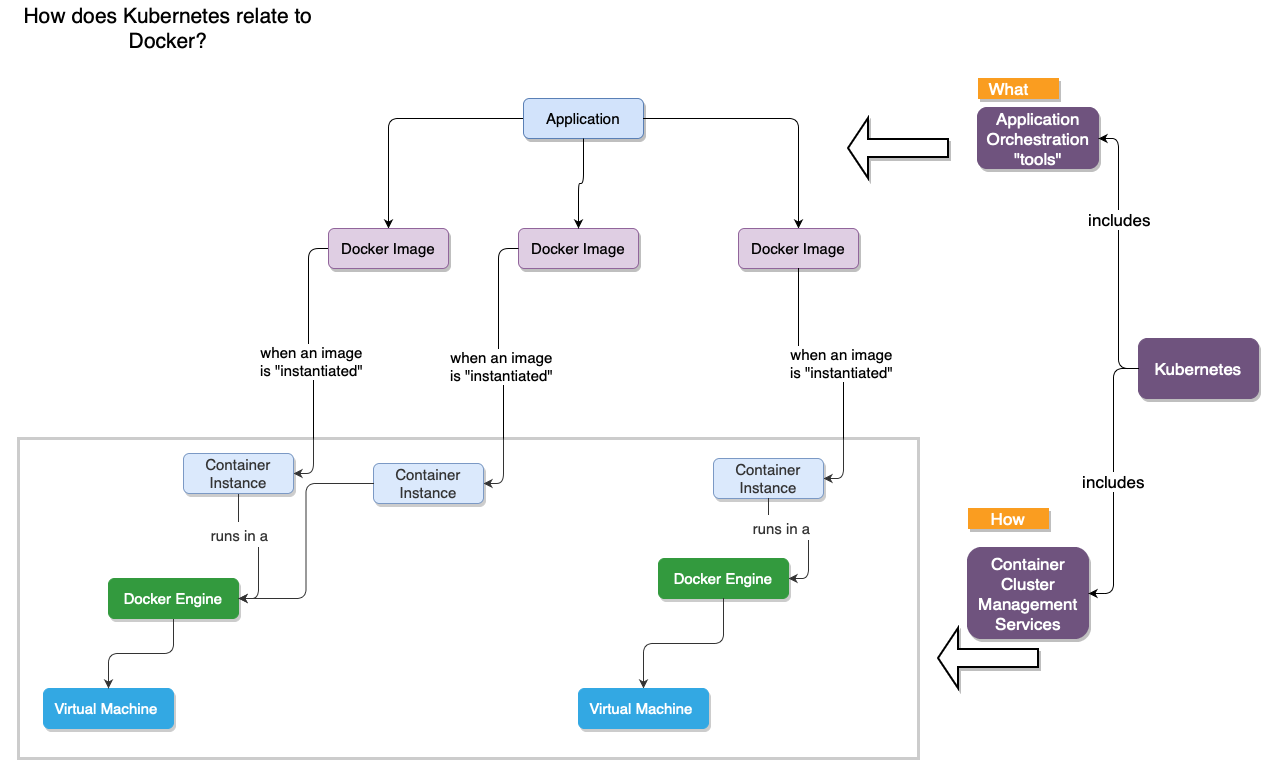 How does Kubernetes relate to
Docker?
What
Application
Application
Orchestration
"tools"
includes
Docker Image
Docker Image
Docker Image
when an image
is "instantiated"
when an image
is "instantiated"
when an image
is "instantiated"
Kubernetes
Container
Instance
Container
Instance
Container
Instance
includes
runs in a
runs in a
How
Docker Engine
Docker Engine
Container
Cluster
Management
Services
Virtual Machine
Virtual Machine